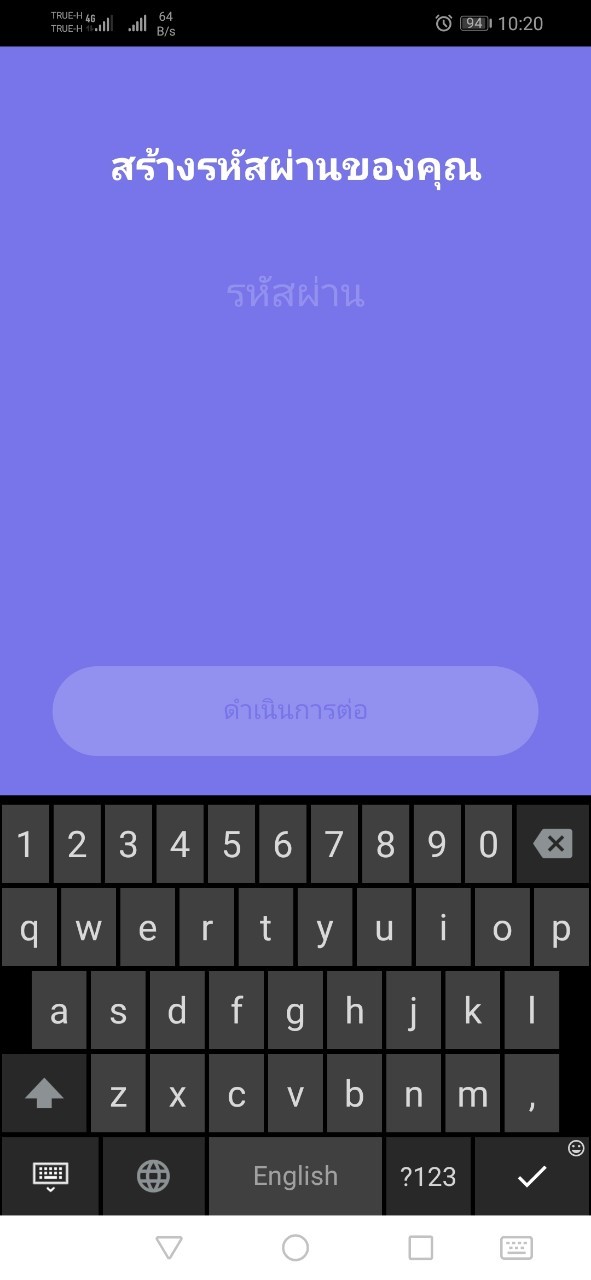 TRUE-H 4G 64 94 10:20
TRUE-H B/s
สร้างรหัสผ่านของคุณ
รหัสผ่าน
ดำเนินการต่อ
1 2 3 4 5 6 7 8 9 0
q w e r t y u i o p
a s d f g h j k l
z x c v b n m ,
English ?123